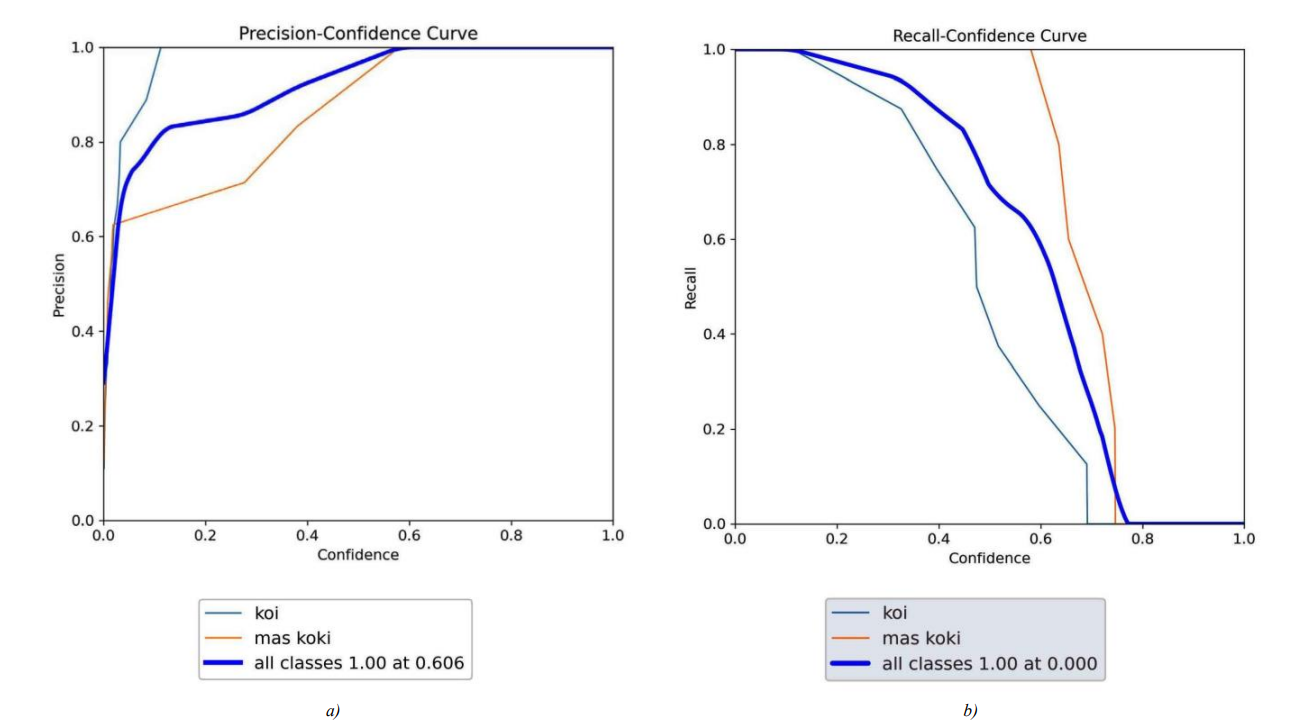 Precision-Confidence Curve
1.0
0.8
0.6
0.4
0.2
0.0
Precision
0.0 0.2 0.4 0.6 0.8 1.0
Confidence
koi
mas koki
all classes 1.00 at 0.606
a)
Recall-Confidence Curve
1.0
0.8
0.6
0.4
0.2
0.0
Recall
0.0 0.2 0.4 0.6 0.8 1.0
Confidence
koi
mas koki
all classes 1.00 at 0.000
b)